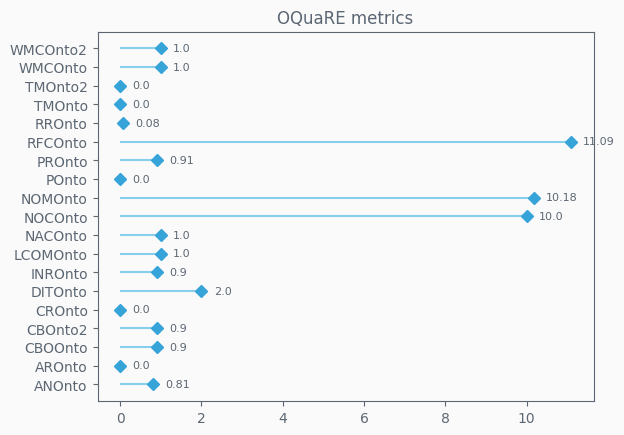 OQuaRE metrics
WMCOnto2 1.0
WMCOnto 1.0
TMOnto2 0.0
TMOnto 0.0
RROnto 0.08
RFCOnto 11.09
PROnto 0.91
POnto 0.0
NOMOnto 10.18
NOCOnto 10.0
NACOnto 1.0
LCOMOnto 1.0
INROnto 0.9
DITOnto 2.0
CROnto 0.0
CBOnto2 0.9
CBOOnto 0.9
AROnto 0.0
ANOnto 0.81
0 2 4 6 8 10